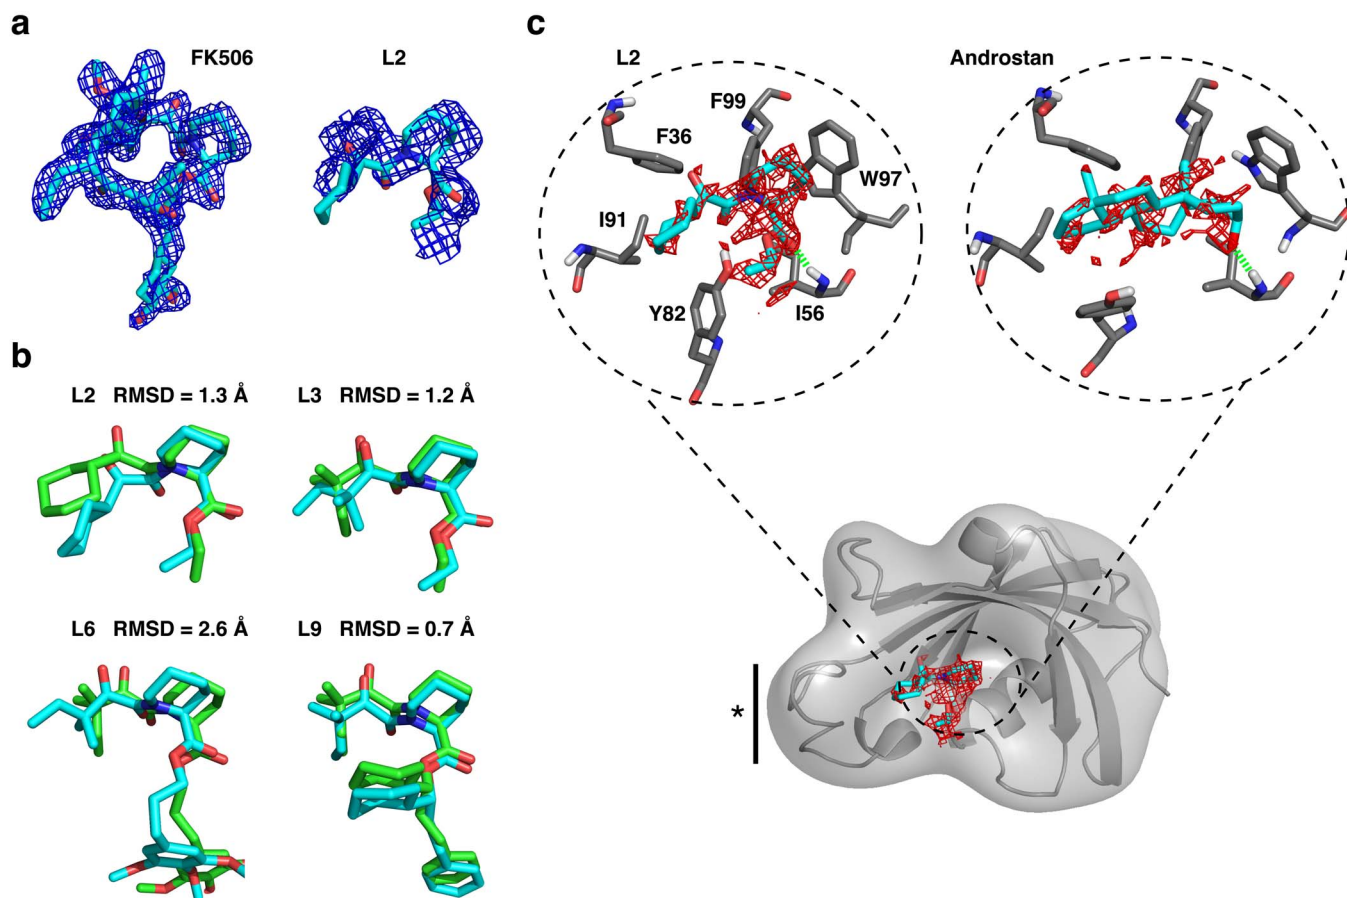 a
FK506
L2
b
L2 RMSD = 1.3 Å
L3 RMSD = 1.2 Å
L6 RMSD = 2.6 Å
L9 RMSD = 0.7 Å
c
L2
Androstan
F99
F36
W97
I91
Y82
I56
*